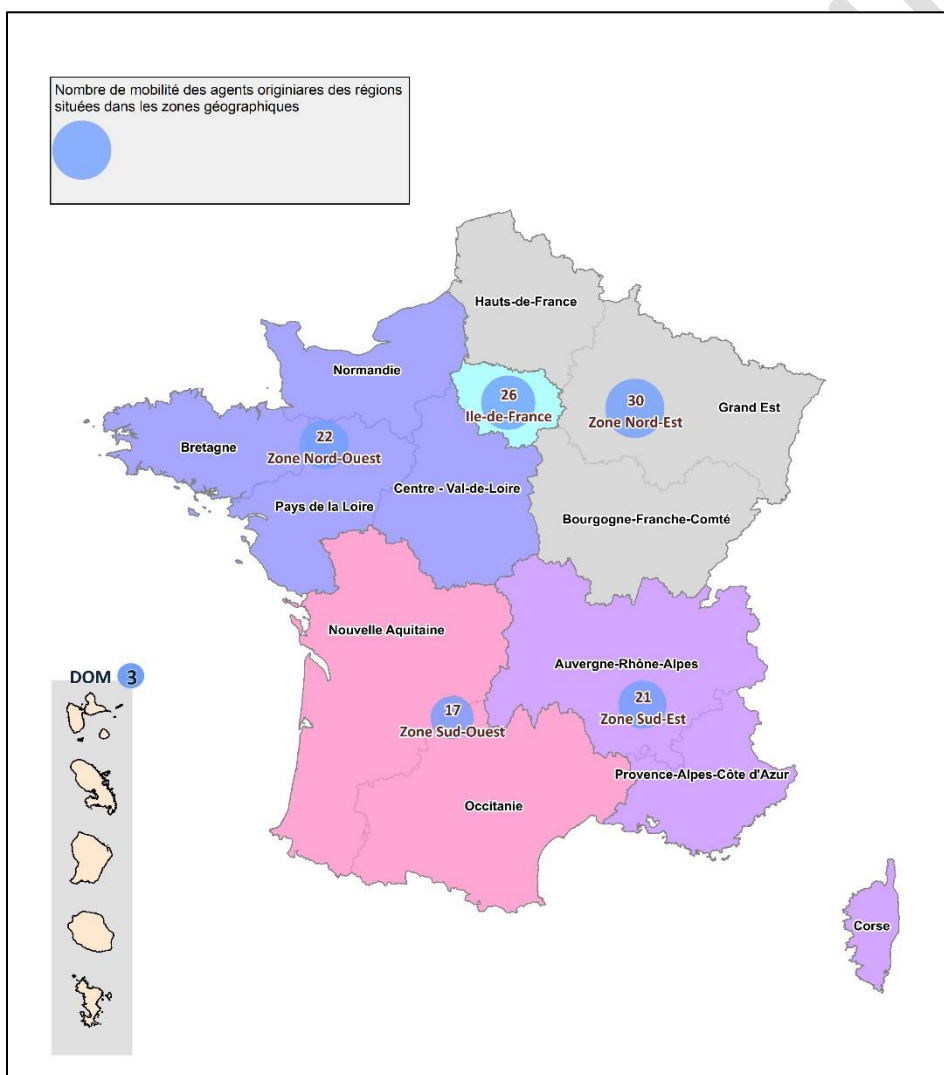 Nombre de mobilité des agents originiares des régions
situées dans les zones géographiques
Hauts-de-France
Normandie
26
Ile-de-France
30
Zone Nord-Est
Grand Est
Bretagne
22
Zone Nord-Ouest
Centre - Val-de-Loire
Pays de la Loire
Bourgogne-Franche-Comté
Nouvelle Aquitaine
Auvergne-Rhône-Alpes
DOM 3
17
Zone Sud-Ouest
21
Zone Sud-Est
Provence-Alpes-Côte d'Azur
Occitanie
Corse